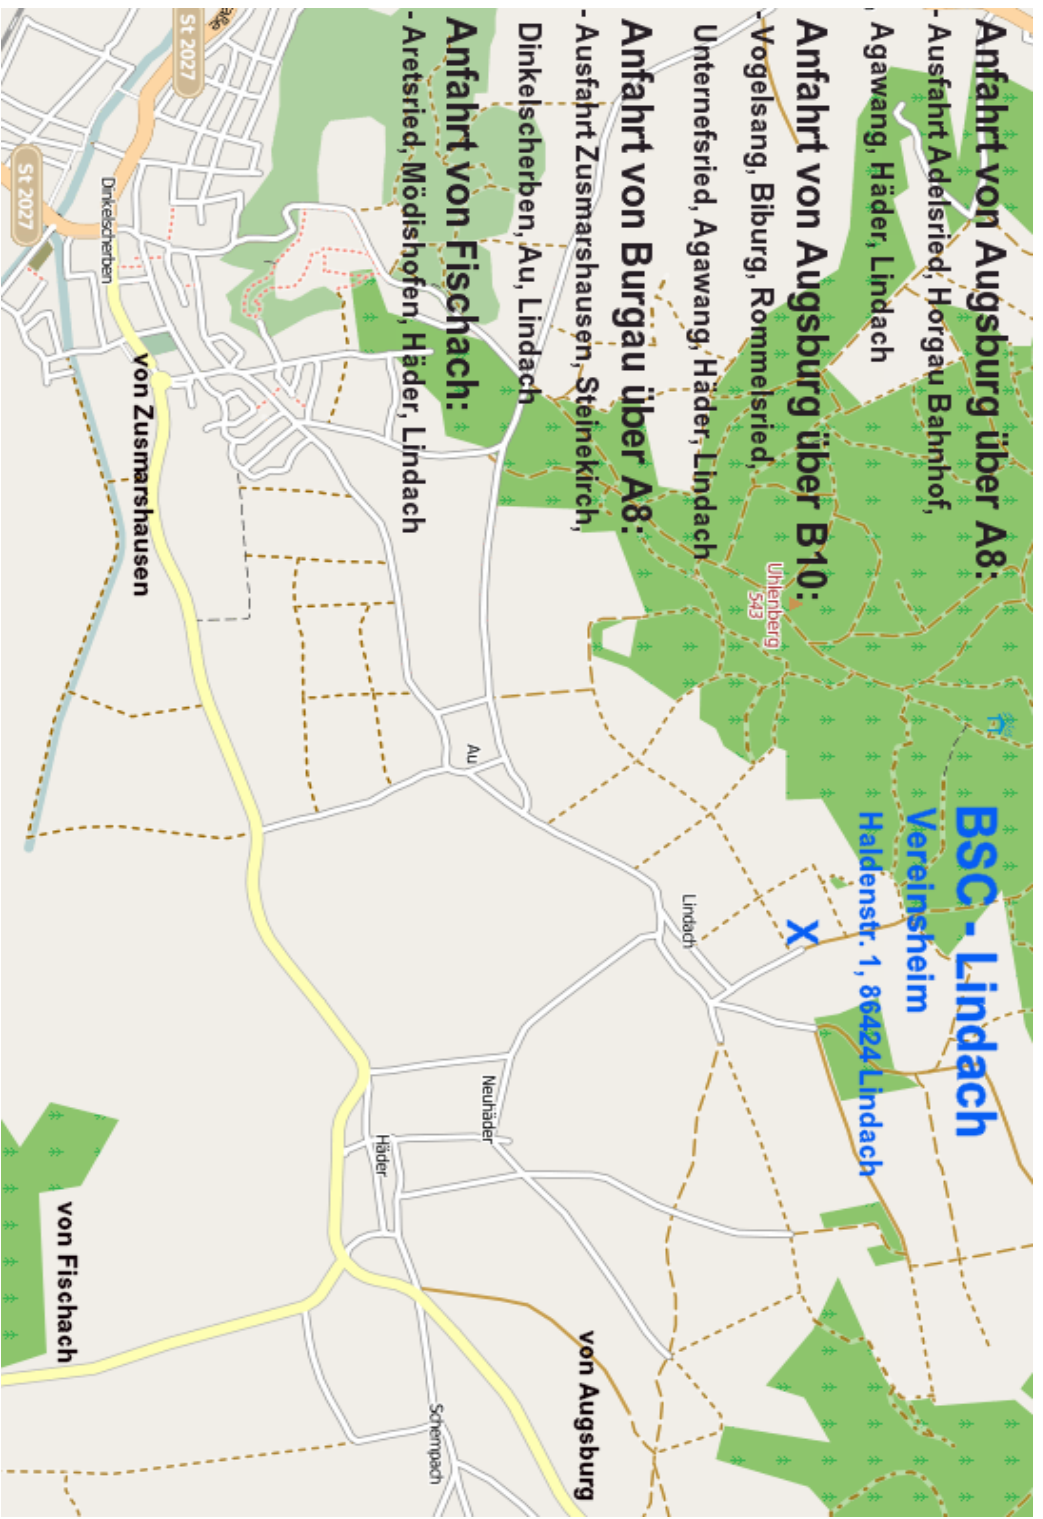 Anfahrt von Augsburg über A8:
- Ausfahrt Adelsried, Horgau Bahnhof,
Agawang, Häder, Lindach
Anfahrt von Augsburg über B10:
- Vogelsang, Biburg, Rommelsried,
Unternefsried, Agawang, Häder, Lindach
Anfahrt von Burgau über A8:
- Ausfahrt Zusmarshausen, Steinekirch,
Dinkelscherben, Au, Lindach
Anfahrt von Fischach:
- Aretsried, Mödishofen, Häder, Lindach
BSC - Lindach
Vereinsheim
Haldenstr. 1, 86424 Lindach
X
Uhlenberg
543
Lindach
Au
Neuhäder
Häder
Schempach
von Augsburg
von Fischach
von Zusmarshausen
Dinkelscherben
St 2027
St 2027